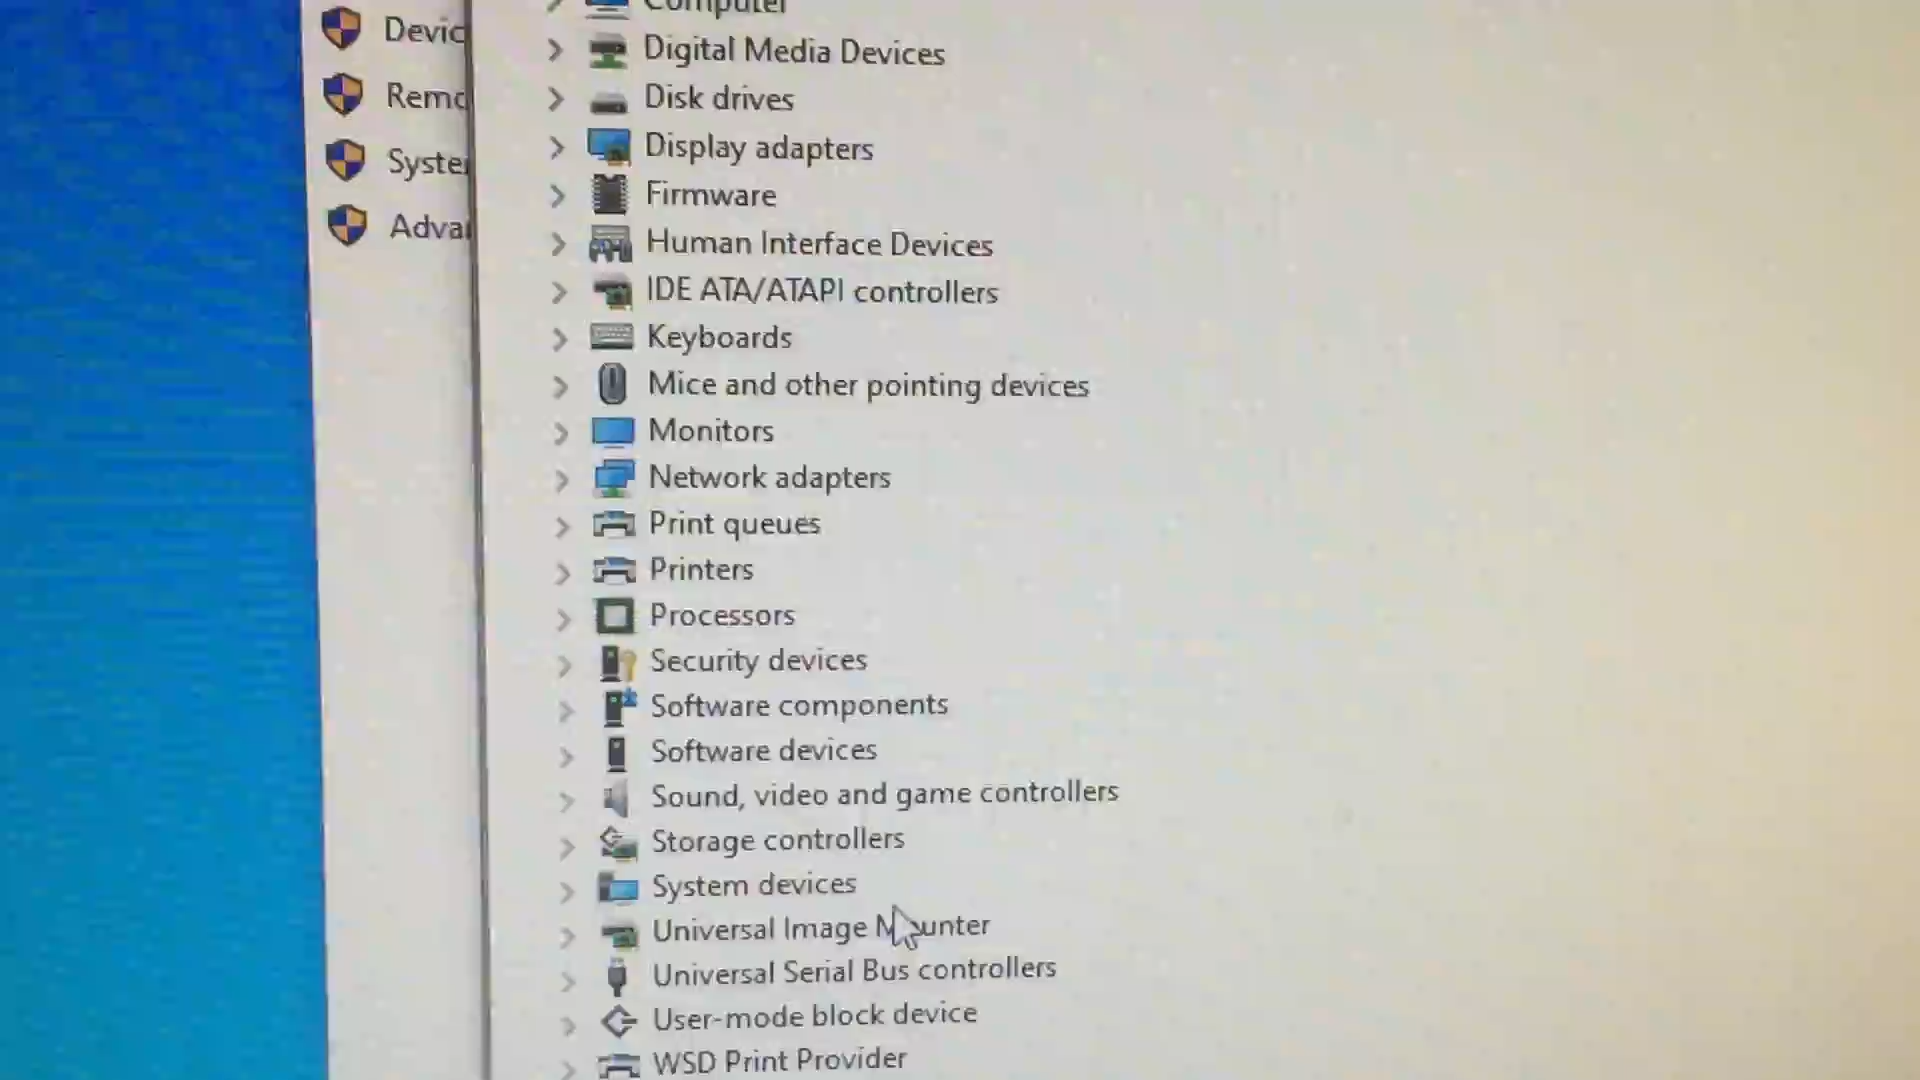 Devic
Remo
Syste
Adva
Computer
Digital Media Devices
Disk drives
Display adapters
Firmware
Human Interface Devices
IDE ATA/ATAPI controllers
Keyboards
Mice and other pointing devices
Monitors
Network adapters
Print queues
Printers
Processors
Security devices
Software components
Software devices
Sound, video and game controllers
Storage controllers
System devices
Universal Image Mounter
Universal Serial Bus controllers
User-mode block device
WSD Print Provider